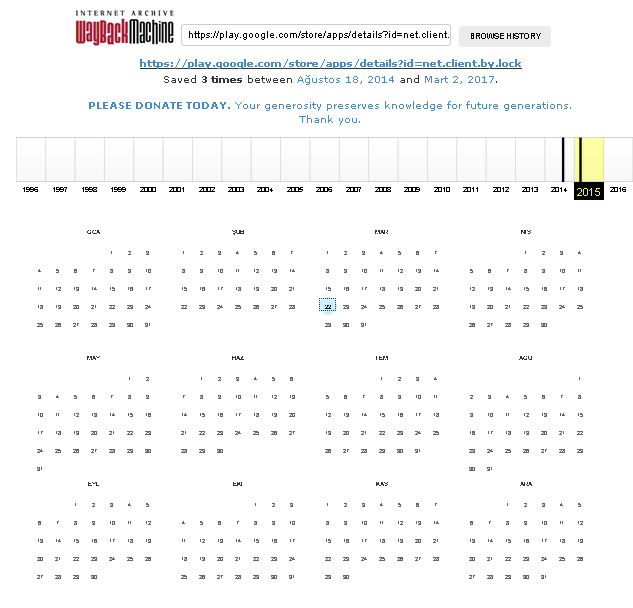 INTERNET ARCHIVE
WayBackMachine
https://play.google.com/store/apps/details?id=net.client.
BROWSE HISTORY
https://play.google.com/store/apps/details?id=net.client.by.lock
Saved 3 times between Ağustos 18, 2014 and Mart 2, 2017.
PLEASE DONATE TODAY. Your generosity preserves knowledge for future generations.
Thank you.
1996 1997 1998 1999 2000 2001 2002 2003 2004 2005 2006 2007 2008 2009 2010 2011 2012 2013 2014 2015 2016
OCA ŞUB MAR NIS
1 2 3 1 2 3 4 5 6 7 1 2 3 4 5 6 7 1 2 3 4
4 5 6 7 8 9 10 8 9 10 11 12 13 14 8 9 10 11 12 13 14 5 6 7 8 9 10 11
11 12 13 14 15 16 17 15 16 17 18 19 20 21 15 16 17 18 19 20 21 12 13 14 15 16 17 18
18 19 20 21 22 23 24 22 23 24 25 26 27 28 22 23 24 25 26 27 28 19 20 21 22 23 24 25
25 26 27 28 29 30 31 29 30 31 26 27 28 29 30
MAY HAZ TEM AĞU
1 2 1 2 3 4 5 6 1 2 3 4 1
3 4 5 6 7 8 9 7 8 9 10 11 12 13 5 6 7 8 9 10 11 2 3 4 5 6 7 8
10 11 12 13 14 15 16 14 15 16 17 18 19 20 12 13 14 15 16 17 18 9 10 11 12 13 14 15
17 18 19 20 21 22 23 21 22 23 24 25 26 27 19 20 21 22 23 24 25 16 17 18 19 20 21 22
24 25 26 27 28 29 30 28 29 30 26 27 28 29 30 31 23 24 25 26 27 28 29
31 30 31
EYL EKI KAS ARA
1 2 3 4 5 1 2 3 1 2 3 4 5 6 7 1 2 3 4 5
6 7 8 9 10 11 12 4 5 6 7 8 9 10 8 9 10 11 12 13 14 6 7 8 9 10 11 12
13 14 15 16 17 18 19 11 12 13 14 15 16 17 15 16 17 18 19 20 21 13 14 15 16 17 18 19
20 21 22 23 24 25 26 18 19 20 21 22 23 24 22 23 24 25 26 27 28 20 21 22 23 24 25 26
27 28 29 30 25 26 27 28 29 30 31 29 30 27 28 29 30 31